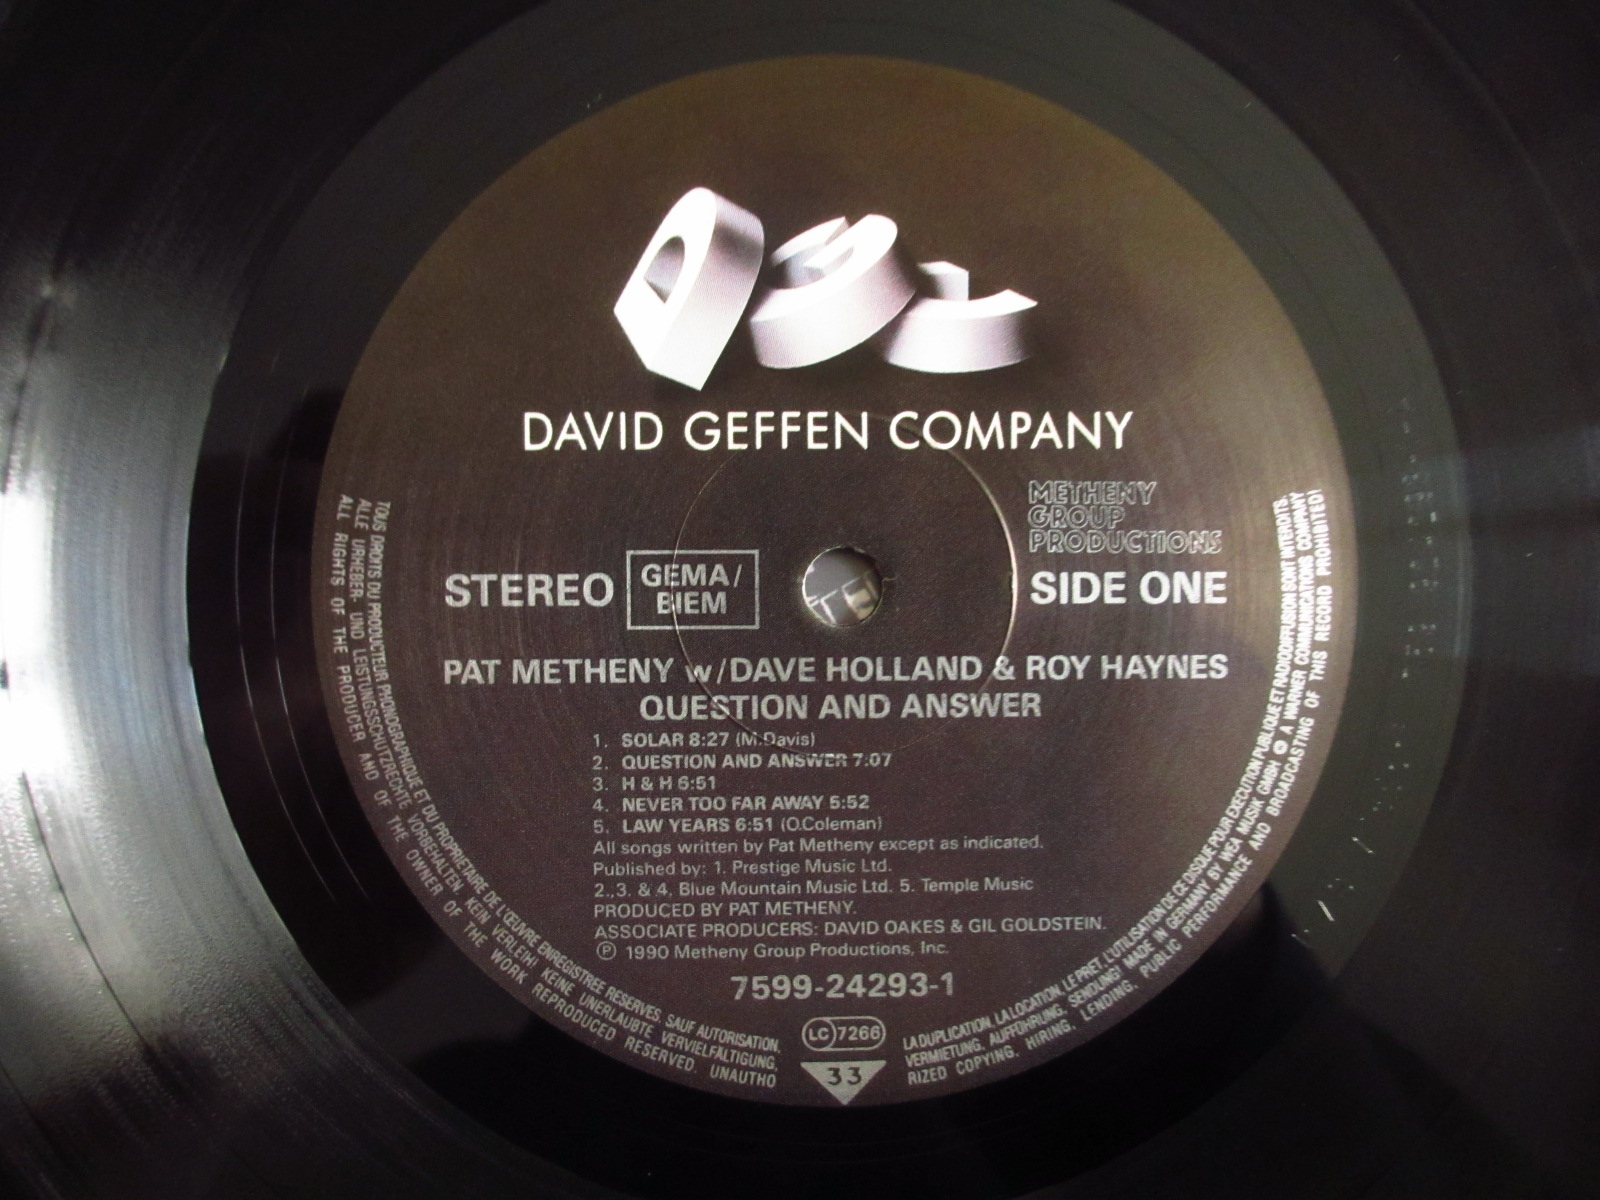 DGC
DAVID GEFFEN COMPANY
METHENY
GROUP
PRODUCTIONS
STEREO
GEMA/
BIEM
SIDE ONE
PAT METHENY w/DAVE HOLLAND & ROY HAYNES
QUESTION AND ANSWER
1. SOLAR 8:27 (M.Davis)
2. QUESTION AND ANSWER 7:07
3. H & H 6:51
4. NEVER TOO FAR AWAY 5:52
5. LAW YEARS 6:51 (O.Coleman)
All songs written by Pat Metheny except as indicated.
Published by: 1. Prestige Music Ltd.
2.,3. & 4. Blue Mountain Music Ltd. 5. Temple Music
PRODUCED BY PAT METHENY.
ASSOCIATE PRODUCERS: DAVID OAKES & GIL GOLDSTEIN.
℗ 1990 Metheny Group Productions, Inc.
7599-24293-1
LC 7266
33
TOUS DROITS DU PRODUCTEUR PHONOGRAPHIQUE ET DU PROPRIETAIRE DE L'ŒUVRE ENREGISTREE RESERVES. SAUF AUTORISATION, LA DUPLICATION, LA LOCATION, LE PRET, L'UTILISATION DE CE DISQUE POUR EXECUTION PUBLIQUE ET RADIODIFFUSION SONT INTERDITS.
ALLE URHEBER- UND LEISTUNGSSCHUTZRECHTE VORBEHALTEN. KEIN VERLEIH! KEINE UNERLAUBTE VERVIELFÄLTIGUNG, VERMIETUNG, AUFFÜHRUNG, SENDUNG! MADE IN GERMANY BY WEA MUSIK GMBH A WARNER COMMUNICATIONS COMPANY
ALL RIGHTS OF THE PRODUCER AND OF THE OWNER OF THE WORK REPRODUCED RESERVED. UNAUTHORIZED COPYING, HIRING, LENDING, PUBLIC PERFORMANCE AND BROADCASTING OF THIS RECORD PROHIBITED!